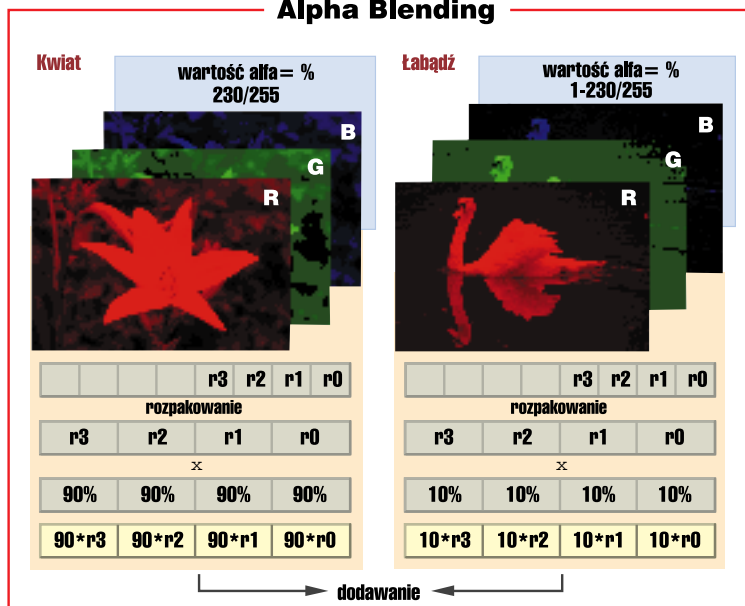 Alpha Blending
Kwiat
wartość alfa= %
230/255
B
G
R
r3 r2 r1 r0
rozpakowanie
r3 r2 r1 r0
x
90% 90% 90% 90%
90*r3 90*r2 90*r1 90*r0
Łabądź
wartość alfa= %
1-230/255
B
G
R
r3 r2 r1 r0
rozpakowanie
r3 r2 r1 r0
x
10% 10% 10% 10%
10*r3 10*r2 10*r1 10*r0
dodawanie